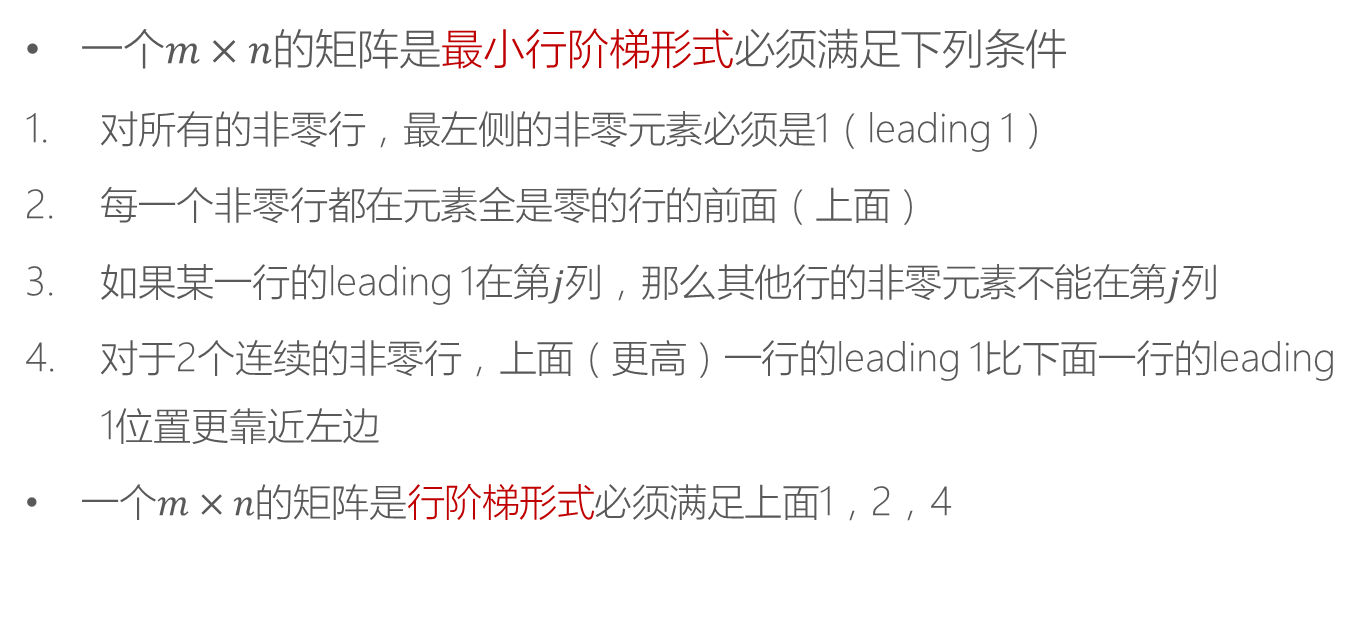 • 一个𝑚 × 𝑛的矩阵是最小行阶梯形式必须满足下列条件
1. 对所有的非零行，最左侧的非零元素必须是1（leading 1）
2. 每一个非零行都在元素全是零的行的前面（上面）
3. 如果某一行的leading 1在第𝑗列，那么其他行的非零元素不能在第𝑗列
4. 对于2个连续的非零行，上面（更高）一行的leading 1比下面一行的leading
1位置更靠近左边
• 一个𝑚 × 𝑛的矩阵是行阶梯形式必须满足上面1，2，4